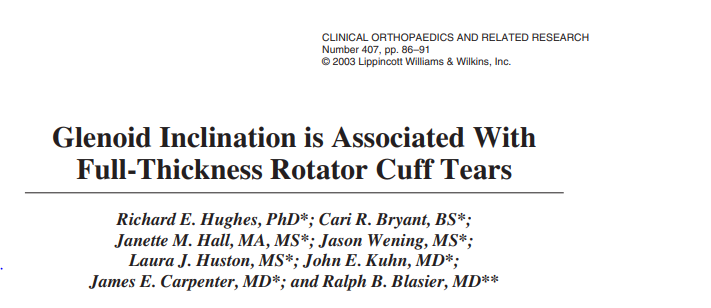 CLINICAL ORTHOPAEDICS AND RELATED RESEARCH
Number 407, pp. 86–91
© 2003 Lippincott Williams & Wilkins, Inc.
Glenoid Inclination is Associated With
Full-Thickness Rotator Cuff Tears
Richard E. Hughes, PhD*; Cari R. Bryant, BS*;
Janette M. Hall, MA, MS*; Jason Wening, MS*;
Laura J. Huston, MS*; John E. Kuhn, MD*;
James E. Carpenter, MD*; and Ralph B. Blasier, MD**